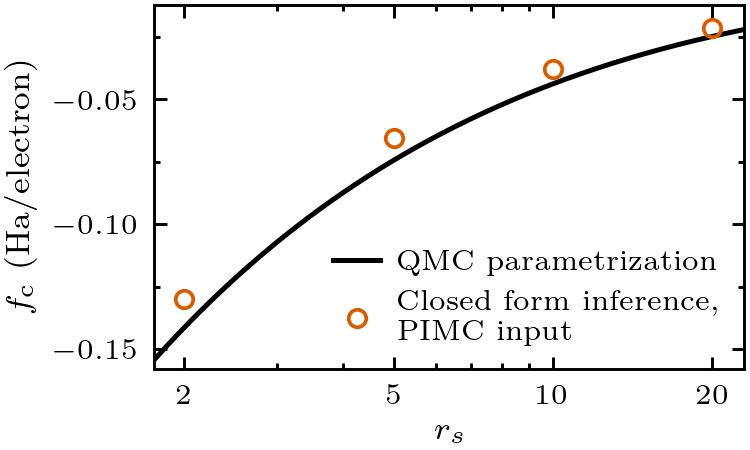 −0.05
−0.10
−0.15
f_c (Ha/electron)
QMC parametrization
Closed form inference,
PIMC input
2 5 10 20
r_s